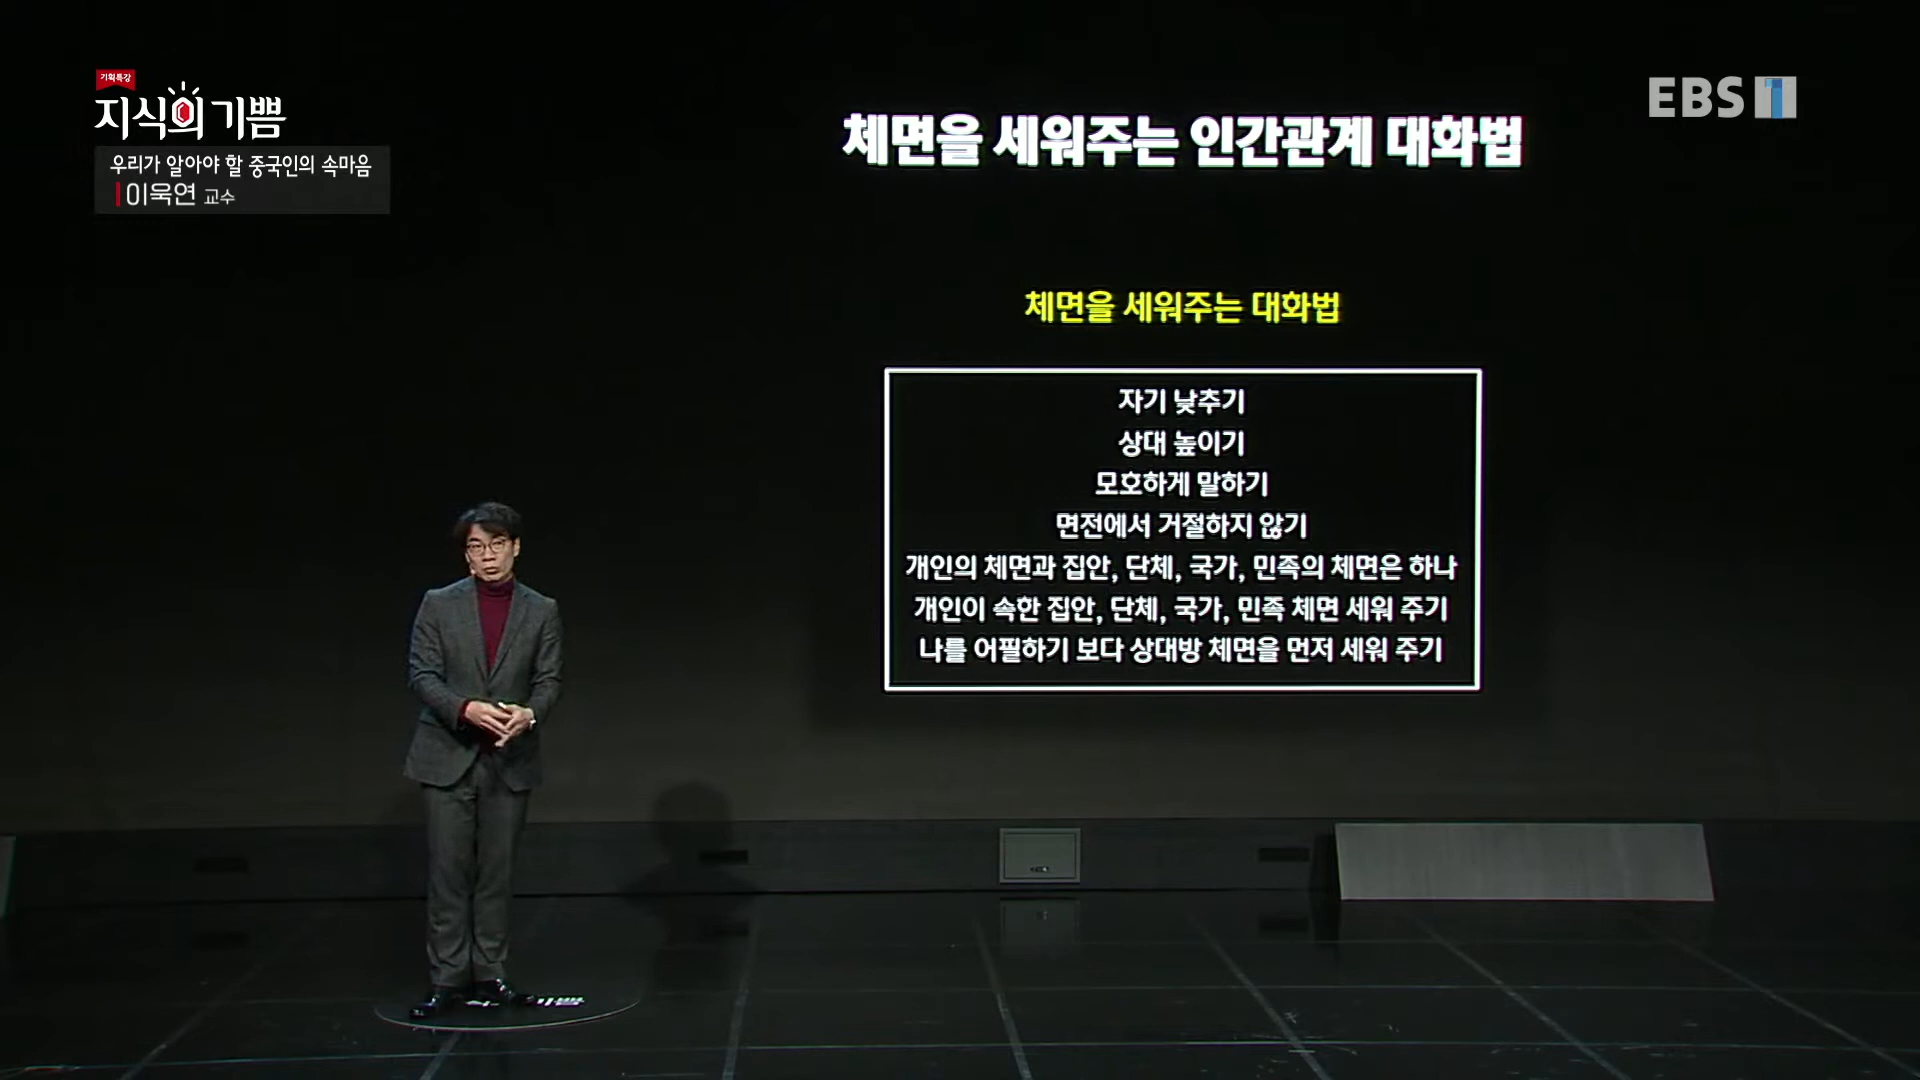 기획특강
지식의 기쁨
우리가 알아야 할 중국인의 속마음
이욱연 교수
EBS 1
체면을 세워주는 인간관계 대화법
체면을 세워주는 대화법
자기 낮추기
상대 높이기
모호하게 말하기
면전에서 거절하지 않기
개인의 체면과 집안, 단체, 국가, 민족의 체면은 하나
개인이 속한 집안, 단체, 국가, 민족 체면 세워 주기
나를 어필하기 보다 상대방 체면을 먼저 세워 주기